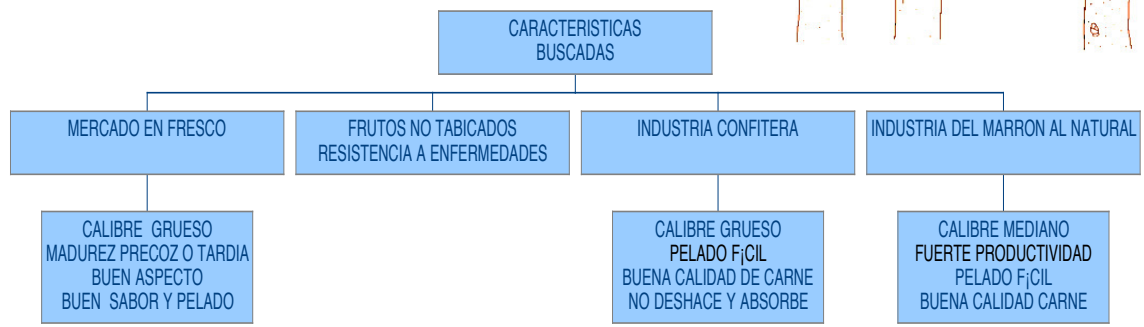 CARACTERISTICAS
BUSCADAS
MERCADO EN FRESCO
FRUTOS NO TABICADOS
RESISTENCIA A ENFERMEDADES
INDUSTRIA CONFITERA
INDUSTRIA DEL MARRON AL NATURAL
CALIBRE GRUESO
MADUREZ PRECOZ O TARDIA
BUEN ASPECTO
BUEN SABOR Y PELADO
CALIBRE GRUESO
PELADO F¡CIL
BUENA CALIDAD DE CARNE
NO DESHACE Y ABSORBE
CALIBRE MEDIANO
FUERTE PRODUCTIVIDAD
PELADO F¡CIL
BUENA CALIDAD CARNE